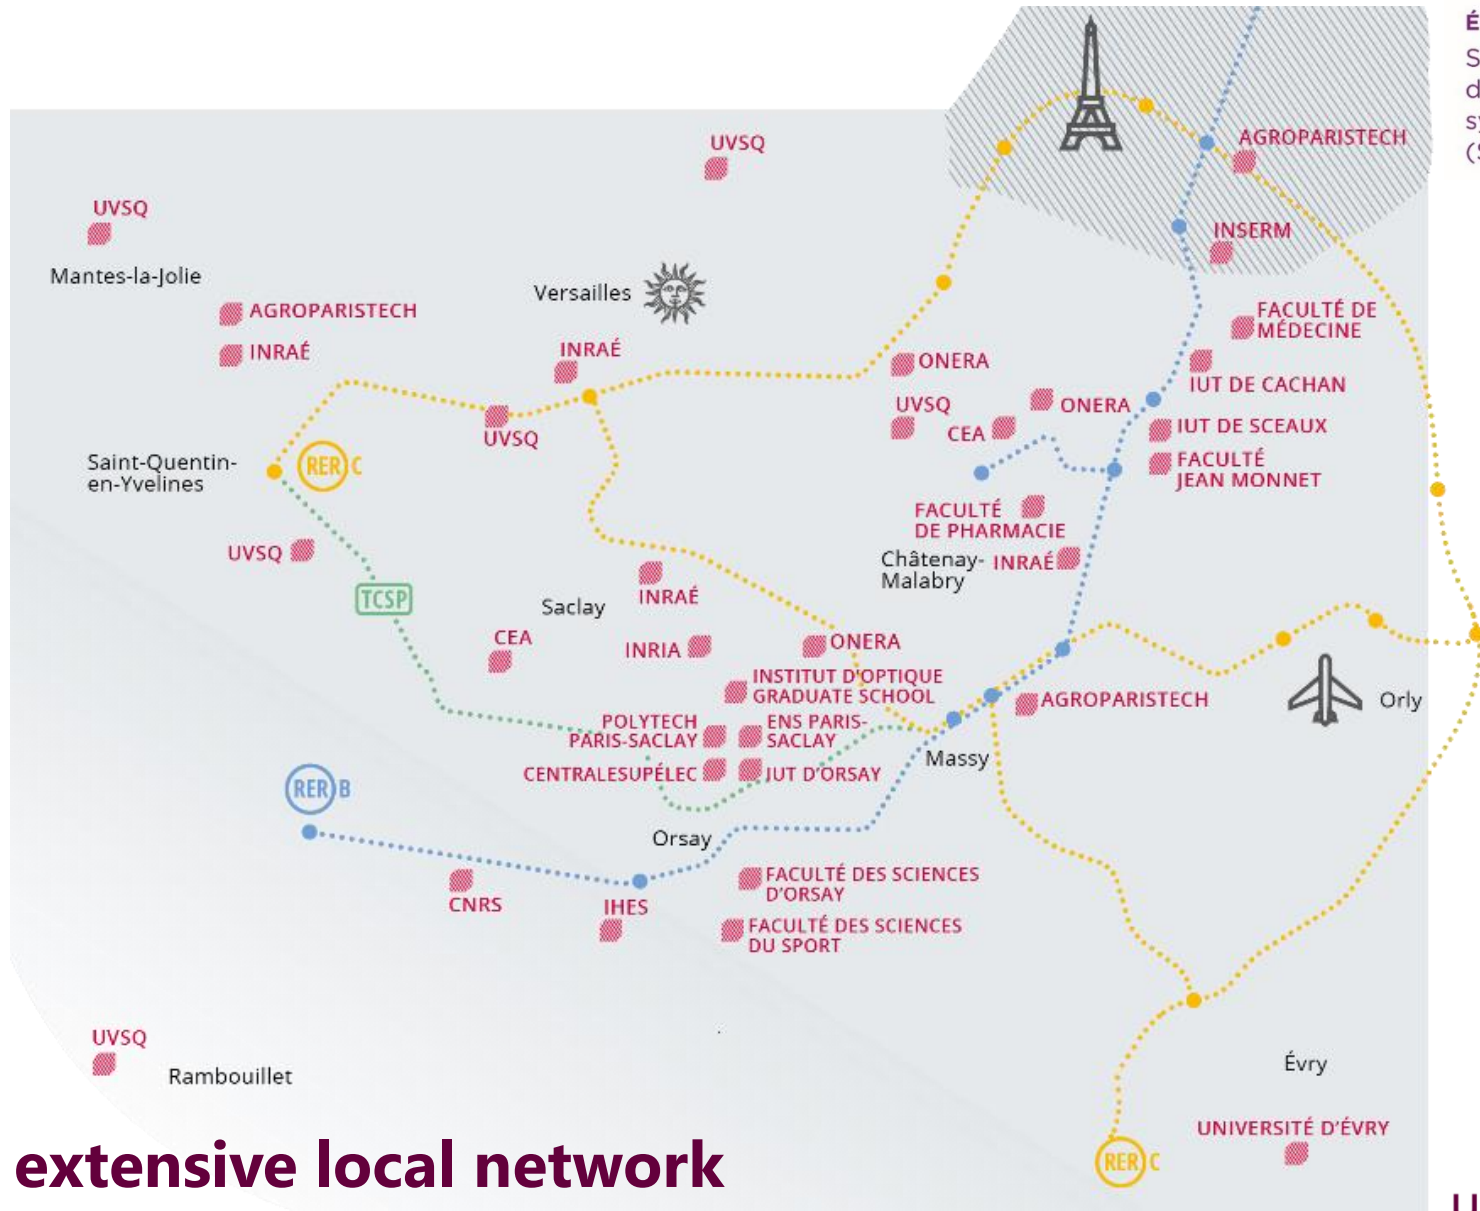 É
S
d
sy
(S
UVSQ
AGROPARISTECH
UVSQ
INSERM
Mantes-la-Jolie
Versailles
AGROPARISTECH
FACULTÉ DE
MÉDECINE
INRAÉ
INRAÉ
ONERA
IUT DE CACHAN
UVSQ
ONERA
UVSQ
CEA
IUT DE SCEAUX
Saint-Quentin-
en-Yvelines
RER C
FACULTÉ
JEAN MONNET
FACULTÉ
DE PHARMACIE
UVSQ
Châtenay-
Malabry
INRAÉ
TCSP
INRAÉ
Saclay
CEA
INRIA
ONERA
INSTITUT D'OPTIQUE
GRADUATE SCHOOL
AGROPARISTECH
Orly
POLYTECH
PARIS-SACLAY
ENS PARIS-
SACLAY
Massy
CENTRALESUPÉLEC
IUT D'ORSAY
RER B
Orsay
FACULTÉ DES SCIENCES
D'ORSAY
CNRS
IHES
FACULTÉ DES SCIENCES
DU SPORT
UVSQ
Rambouillet
Évry
UNIVERSITÉ D'ÉVRY
RER C
extensive local network